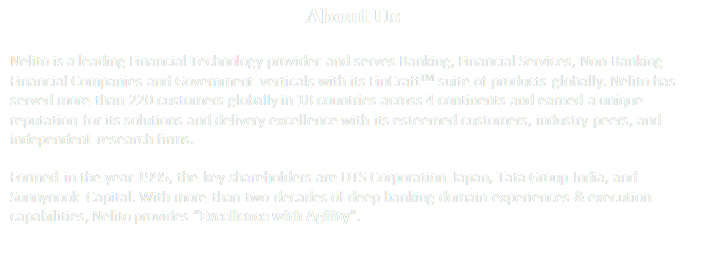 About Us
Nelito is a leading Financial Technology provider and serves Banking, Financial Services, Non-Banking
Financial Companies and Government verticals with its FinCraft™ suite of products globally. Nelito has
served more than 220 customers globally in 18 countries across 4 continents and earned a unique
reputation for its solutions and delivery excellence with its esteemed customers, industry peers, and
independent research firms.
Formed in the year 1995, the key shareholders are DTS Corporation Japan, Tata Group India, and
Sunnynook Capital. With more than two decades of deep banking domain experiences & execution
capabilities, Nelito provides “Excellence with Agility”.